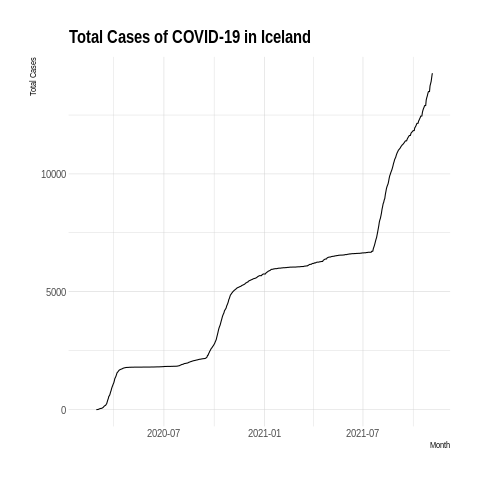 Total Cases of COVID-19 in Iceland
Total Cases
10000
5000
0
2020-07
2021-01
2021-07
Month